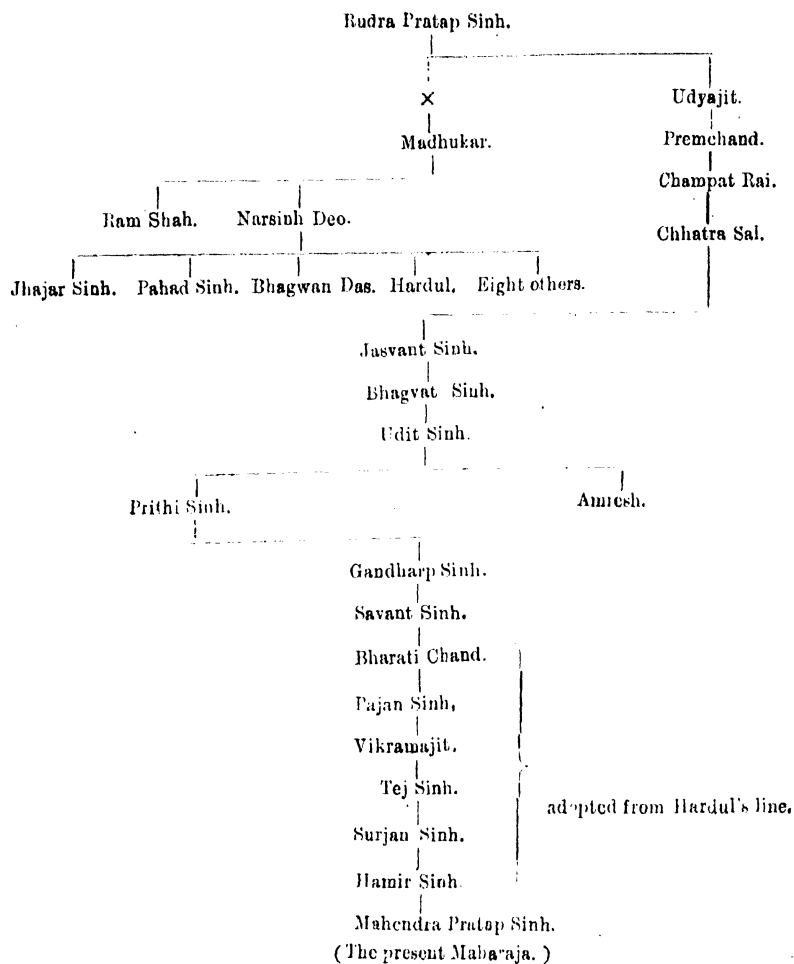 Rudra Pratap Sinh.
×
Udyajit.
Madhukar.
Premchand.
Champat Rai.
Ram Shah. Narsinh Deo.
Chhatra Sal.
Jhajar Sinh. Pahad Sinh. Bhagwan Das. Hardul. Eight others.
Jasvant Sinh.
Bhagvat Sinh.
Udit Sinh.
Prithi Sinh. Amresh.
Gandharp Sinh.
Savant Sinh.
Bharati Chand.
Pajan Sinh,
Vikramajit.
Tej Sinh.
adopted from Hardul's line.
Surjan Sinh.
Hamir Sinh.
Mahendra Pratap Sinh.
(The present Maharaja.)